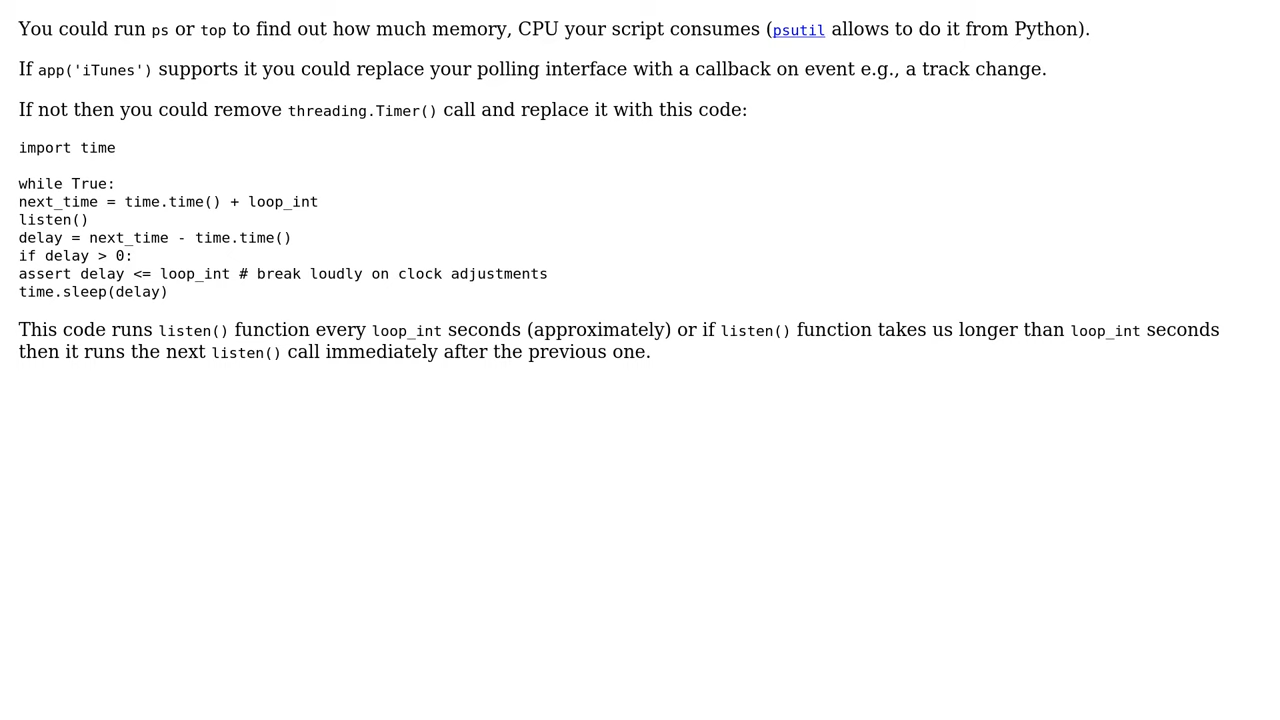 You could run ps or top to find out how much memory, CPU your script consumes (psutil allows to do it from Python).
If app('iTunes') supports it you could replace your polling interface with a callback on event e.g., a track change.
If not then you could remove threading.Timer() call and replace it with this code:
import time
while True:
next_time = time.time() + loop_int
listen()
delay = next_time - time.time()
if delay > 0:
assert delay <= loop_int # break loudly on clock adjustments
time.sleep(delay)
This code runs listen() function every loop_int seconds (approximately) or if listen() function takes us longer than loop_int seconds
then it runs the next listen() call immediately after the previous one.